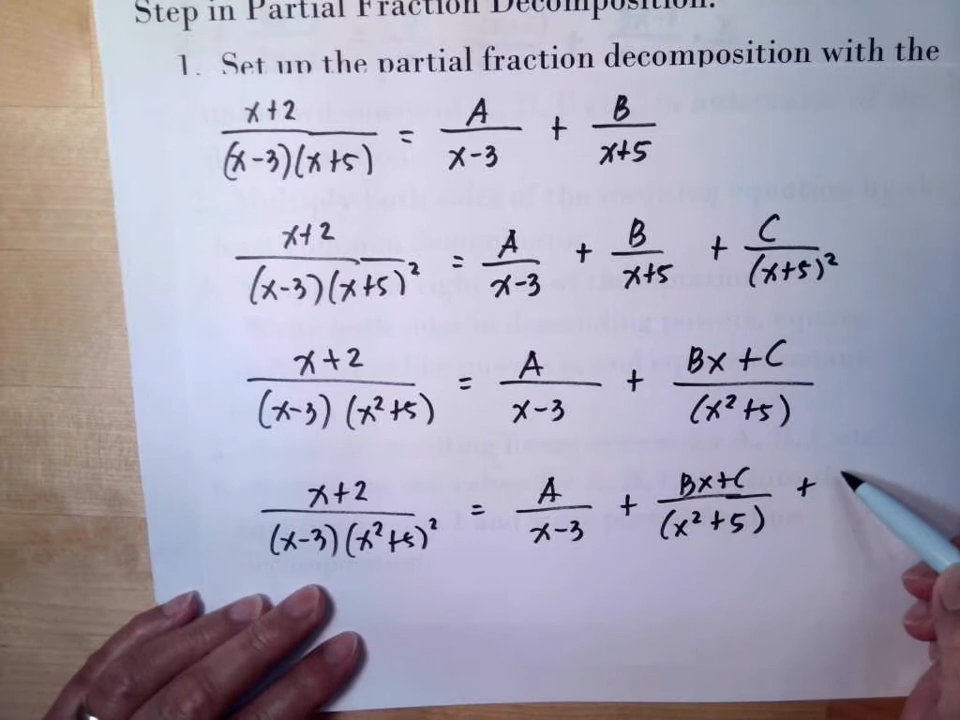 Step in Partial Fraction Decomposition:
1. Set up the partial fraction decomposition with the
x+2/(x-3)(x+5) = A/x-3 + B/x+5
x+2/(x-3)(x+5)² = A/x-3 + B/x+5 + C/(x+5)²
x+2/(x-3)(x²+5) = A/x-3 + Bx+C/(x²+5)
x+2/(x-3)(x²+5)² = A/x-3 + Bx+C/(x²+5) +